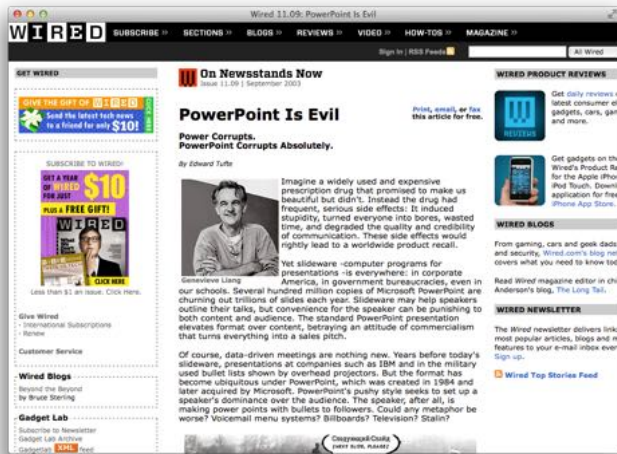 Wired 11.09: PowerPoint Is Evil
WIRED
SUBSCRIBE >> SECTIONS >> BLOGS >> REVIEWS >> VIDEO >> HOW-TOS >> MAGAZINE >>
Sign In | RSS Feeds
All Wired
GET WIRED
GIVE THE GIFT OF WIRED
Send the latest tech news
to a friend for only $10!
CLICK HERE
SUBSCRIBE TO WIRED!
GET A YEAR
OF WIRED
FOR JUST
$10
PLUS A FREE GIFT!
WIRED
CLICK HERE
Less than $1 an issue. Click Here.
Give Wired
- International Subscriptions
- Renew
Customer Service
Wired Blogs
Beyond the Beyond
by Bruce Sterling
Gadget Lab
Subscribe to Newsletter
Gadget Lab Archive
Gadgetlab XML feed
On Newsstands Now
Issue 11.09 | September 2003
PowerPoint Is Evil
Print, email, or fax
this article for free.
Power Corrupts.
PowerPoint Corrupts Absolutely.
By Edward Tufte
Imagine a widely used and expensive
prescription drug that promised to make us
beautiful but didn't. Instead the drug had
frequent, serious side effects: It induced
stupidity, turned everyone into bores, wasted
time, and degraded the quality and credibility
of communication. These side effects would
rightly lead to a worldwide product recall.
Genevieve Liang
Yet slideware -computer programs for
presentations -is everywhere: in corporate
America, in government bureaucracies, even in
our schools. Several hundred million copies of Microsoft PowerPoint are
churning out trillions of slides each year. Slideware may help speakers
outline their talks, but convenience for the speaker can be punishing to
both content and audience. The standard PowerPoint presentation
elevates format over content, betraying an attitude of commercialism
that turns everything into a sales pitch.
Of course, data-driven meetings are nothing new. Years before today's
slideware, presentations at companies such as IBM and in the military
used bullet lists shown by overhead projectors. But the format has
become ubiquitous under PowerPoint, which was created in 1984 and
later acquired by Microsoft. PowerPoint's pushy style seeks to set up a
speaker's dominance over the audience. The speaker, after all, is
making power points with bullets to followers. Could any metaphor be
worse? Voicemail menu systems? Billboards? Television? Stalin?
Следующий Слайд
(NEXT SLIDE, PLEASE)
WIRED PRODUCT REVIEWS
REVIEWS
Get daily reviews
latest consumer
gadgets, cars,
and more.
Get gadgets on
Wired's Product
for the Apple
iPod Touch.
application for
iPhone App Store.
WIRED BLOGS
From gaming, cars and geek dads
and security, Wired.com's blog
covers what you need to know
Read Wired magazine editor in
Anderson's blog, The Long Tail.
WIRED NEWSLETTER
The Wired newsletter delivers
most popular articles, blogs and
features to your e-mail inbox
Sign up.
Wired Top Stories Feed